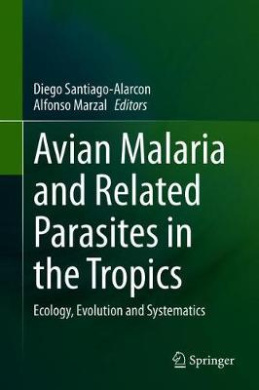 Diego Santiago-Alarcon
Alfonso Marzal Editors
Avian Malaria
and Related
Parasites in
the Tropics
Ecology, Evolution and Systematics
Springer